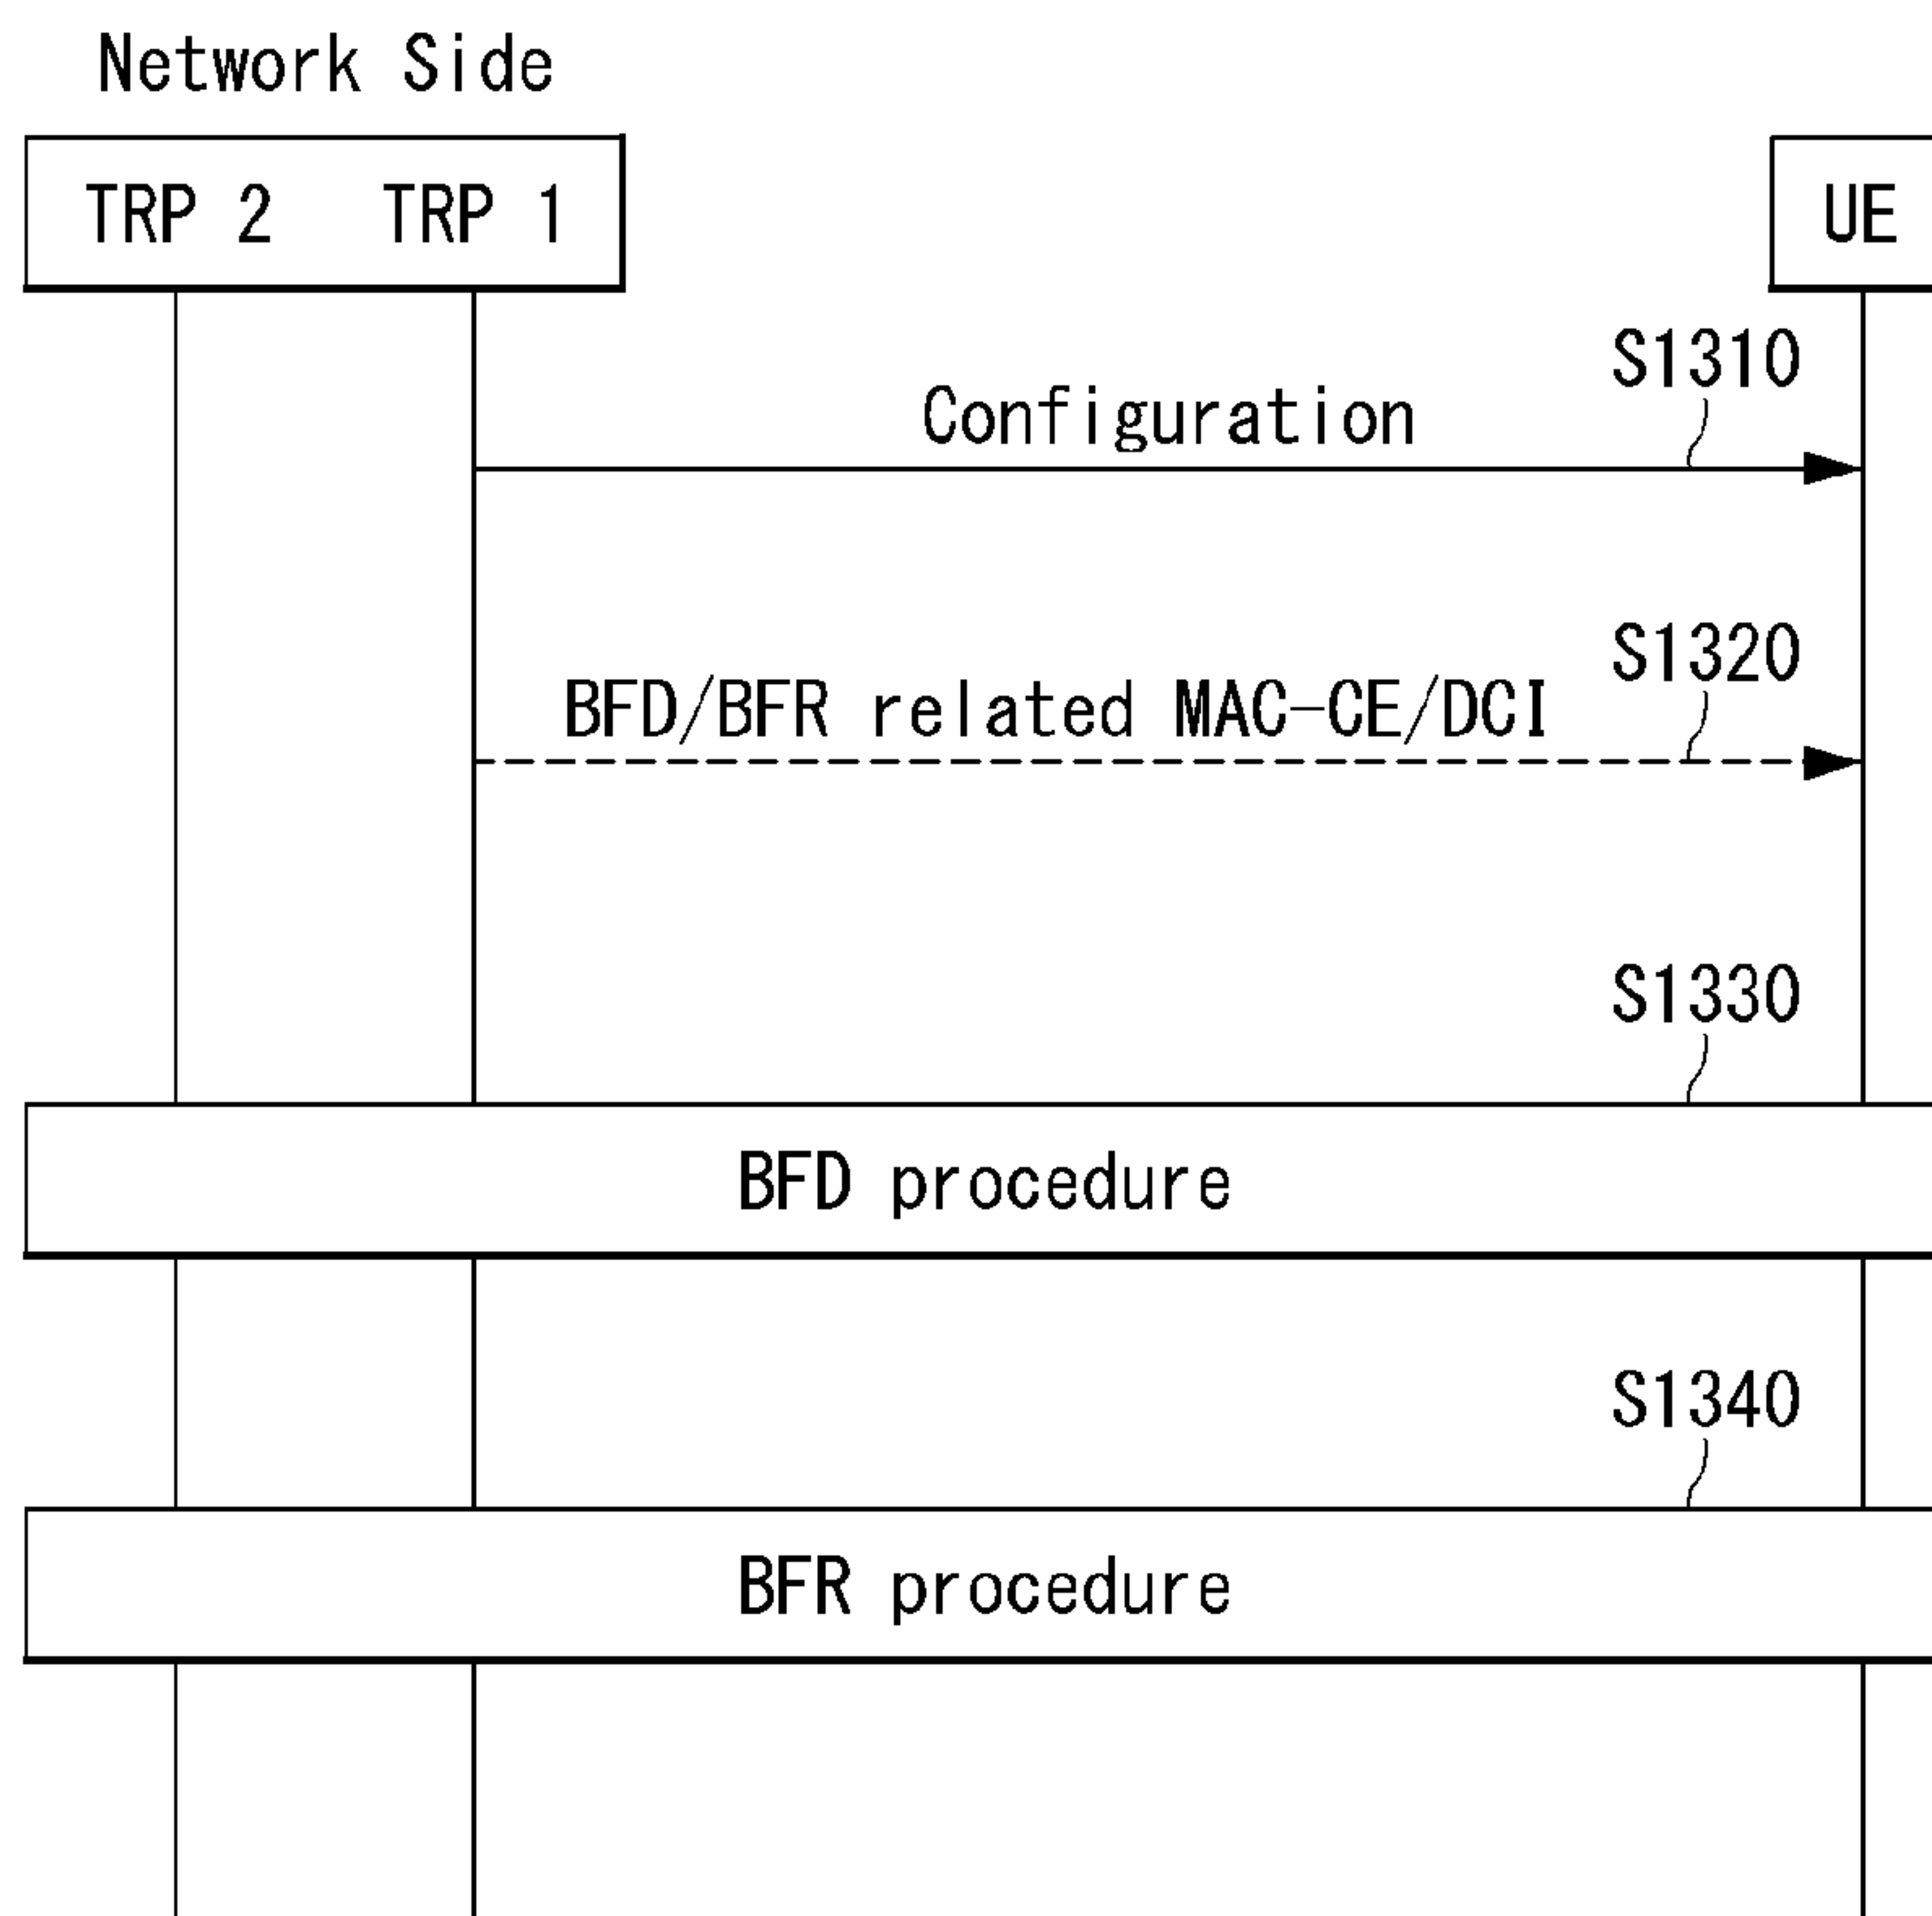 Network Side
TRP 2 TRP 1 UE
S1310
Configuration
S1320
BFD/BFR related MAC-CE/DCI
S1330
BFD procedure
S1340
BFR procedure